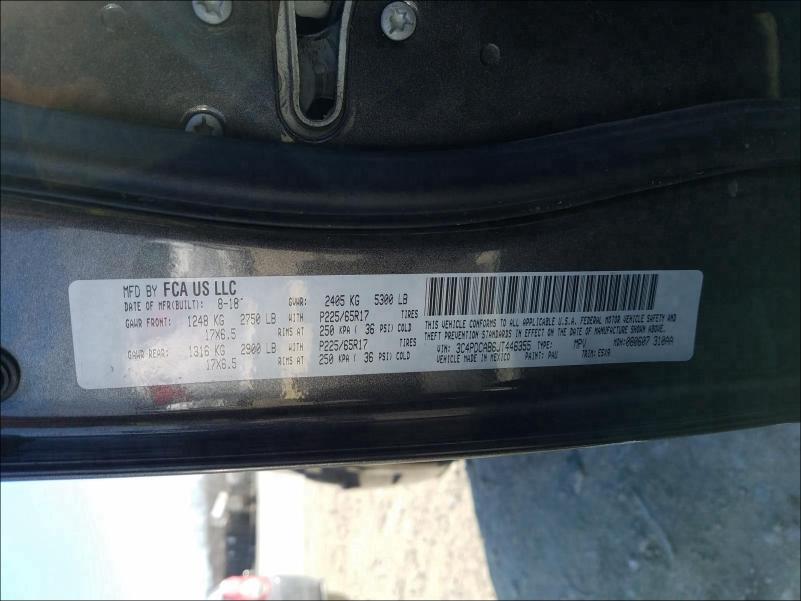 MFD BY FCA US LLC
DATE OF MFR(BUILT): 8-18 GVWR: 2405 KG 5300 LB
GAWR FRONT: 1248 KG 2750 LB WITH P225/65R17 TIRES
17X6.5 RIMS AT 250 KPA ( 36 PSI) COLD
GAWR REAR: 1316 KG 2900 LB WITH P225/65R17 TIRES
17X6.5 RIMS AT 250 KPA ( 36 PSI) COLD
THIS VEHICLE CONFORMS TO ALL APPLICABLE U.S.A. FEDERAL MOTOR VEHICLE SAFETY AND
THEFT PREVENTION STANDARDS IN EFFECT ON THE DATE OF MANUFACTURE SHOWN ABOVE.
VIN: 3C4PDCAB6JT446355 TYPE: MPV MDH: 080607 310AA
VEHICLE MADE IN MEXICO PAINT: PAU TRIM: E5X9